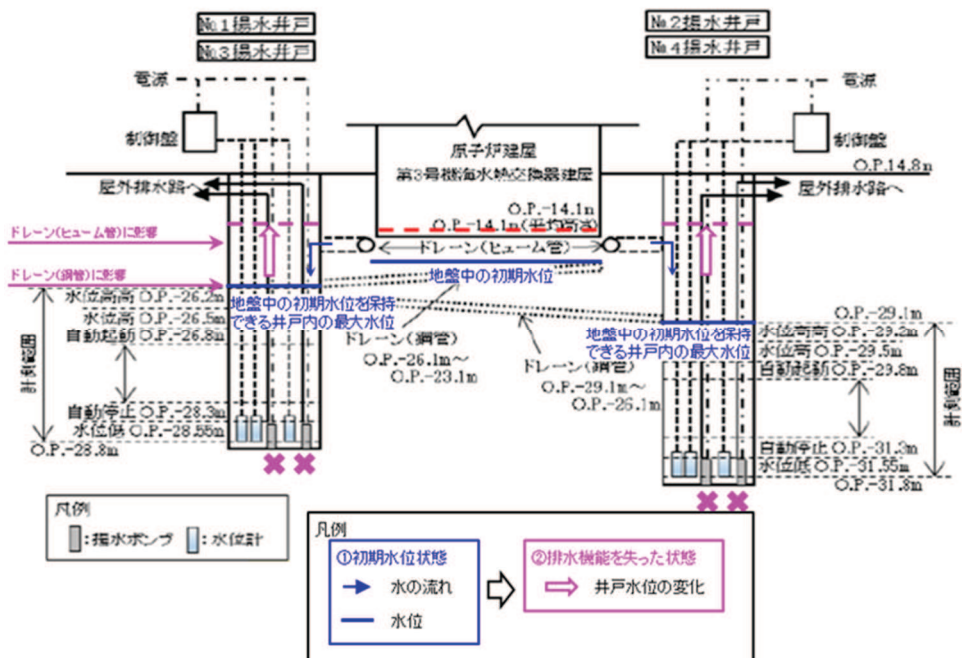 №1揚水井戸
№3揚水井戸
№2揚水井戸
№4揚水井戸
電源
電源
制御盤
制御盤
原子炉建屋
第3号機海水熱交換器建屋
O.P.14.8m
屋外排水路へ
屋外排水路へ
O.P.-14.1m
O.P.-14.1m(平均高さ)
ドレーン(ヒューム管)に影響
ドレーン(ヒューム管)
ドレーン(鋼管)に影響
地盤中の初期水位
水位高高 O.P.-26.2m
地盤中の初期水位を保持
できる井戸内の最大水位
水位高 O.P.-26.5m
自動起動 O.P.-26.8m
ドレーン(鋼管)
O.P.-26.1m～
O.P.-23.1m
ドレーン(鋼管)
O.P.-29.1m～
O.P.-26.1m
O.P.-29.1m
地盤中の初期水位を保持
できる井戸内の最大水位
水位高高 O.P.-29.2m
水位高 O.P.-29.5m
自動起動 O.P.-29.8m
計測範囲
計測範囲
自動停止 O.P.-28.3m
水位低 O.P.-28.55m
O.P.-28.8m
自動停止 O.P.-31.3m
水位低 O.P.-31.55m
O.P.-31.8m
凡例
:揚水ポンプ :水位計
凡例
①初期水位状態
水の流れ
水位
②排水機能を失った状態
井戸水位の変化